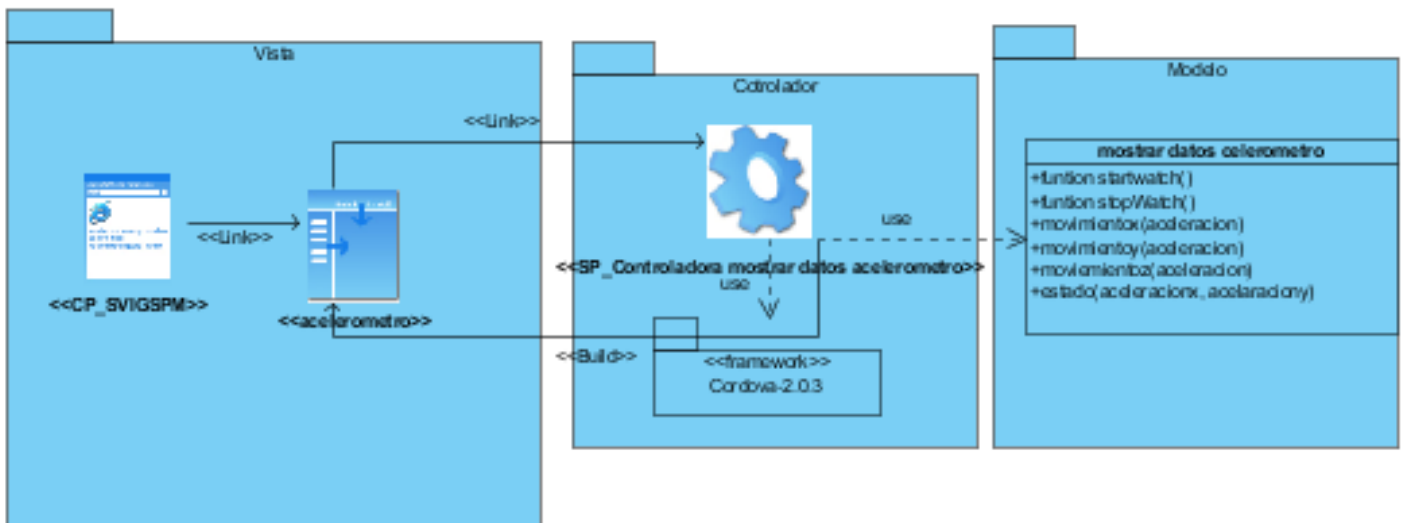 Vista
<<Link>>
<<Link>>
<<CP_SVIGSPM>>
<<acelerometro>>
<<Build>>
Cotrolador
<<SP_Controladora mostrar datos acelerometro>>
use
use
<<framework>>
Cordova-2.0.3
Modelo
mostrar datos celerometro
+funtion startwatch()
+funtion stopWatch()
+movimientox(aceleracion)
+movimientoy(aceleracion)
+moviemientoz(aceleracion)
+estado(aceleracionx, acelaraciony)